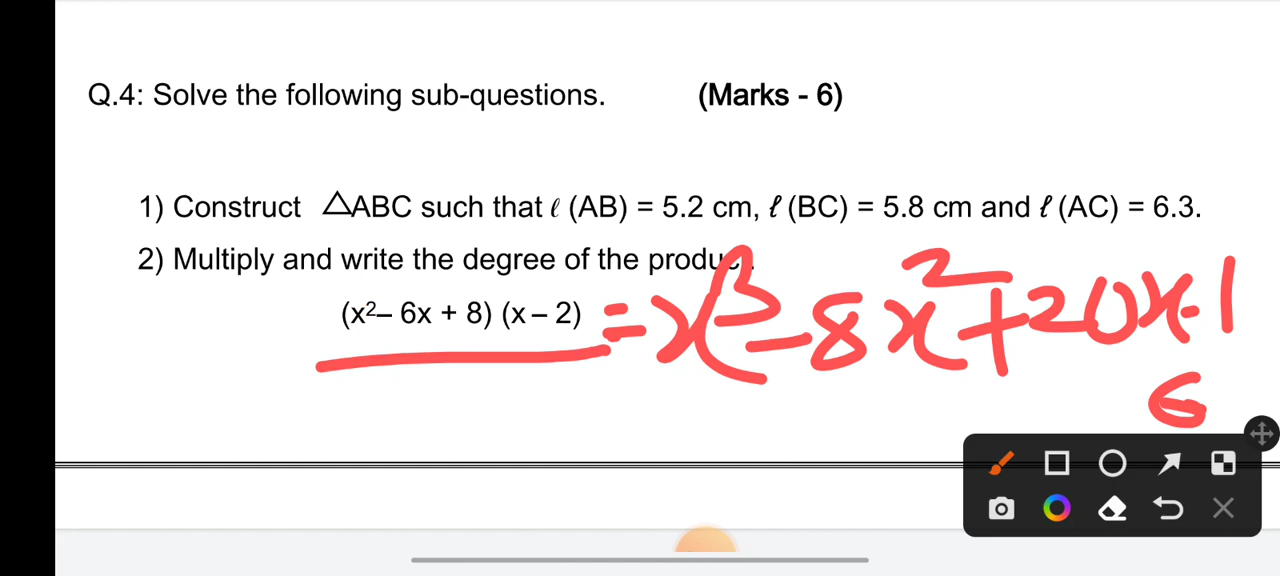 Q.4: Solve the following sub-questions. (Marks - 6)
1) Construct △ABC such that ℓ (AB) = 5.2 cm, ℓ (BC) = 5.8 cm and ℓ (AC) = 6.3.
2) Multiply and write the degree of the produc.
(x2– 6x + 8) (x – 2) = x3 - 8x2 + 20x - 1
6